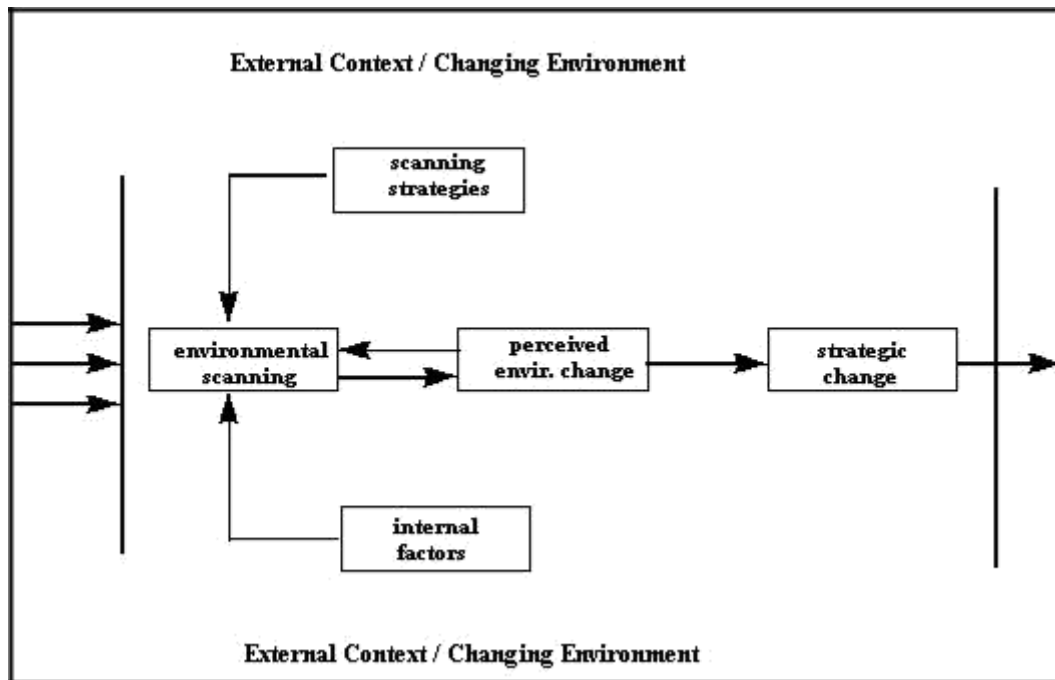 External Context / Changing Environment
scanning
strategies
environmental
scanning
perceived
envir. change
strategic
change
internal
factors
External Context / Changing Environment